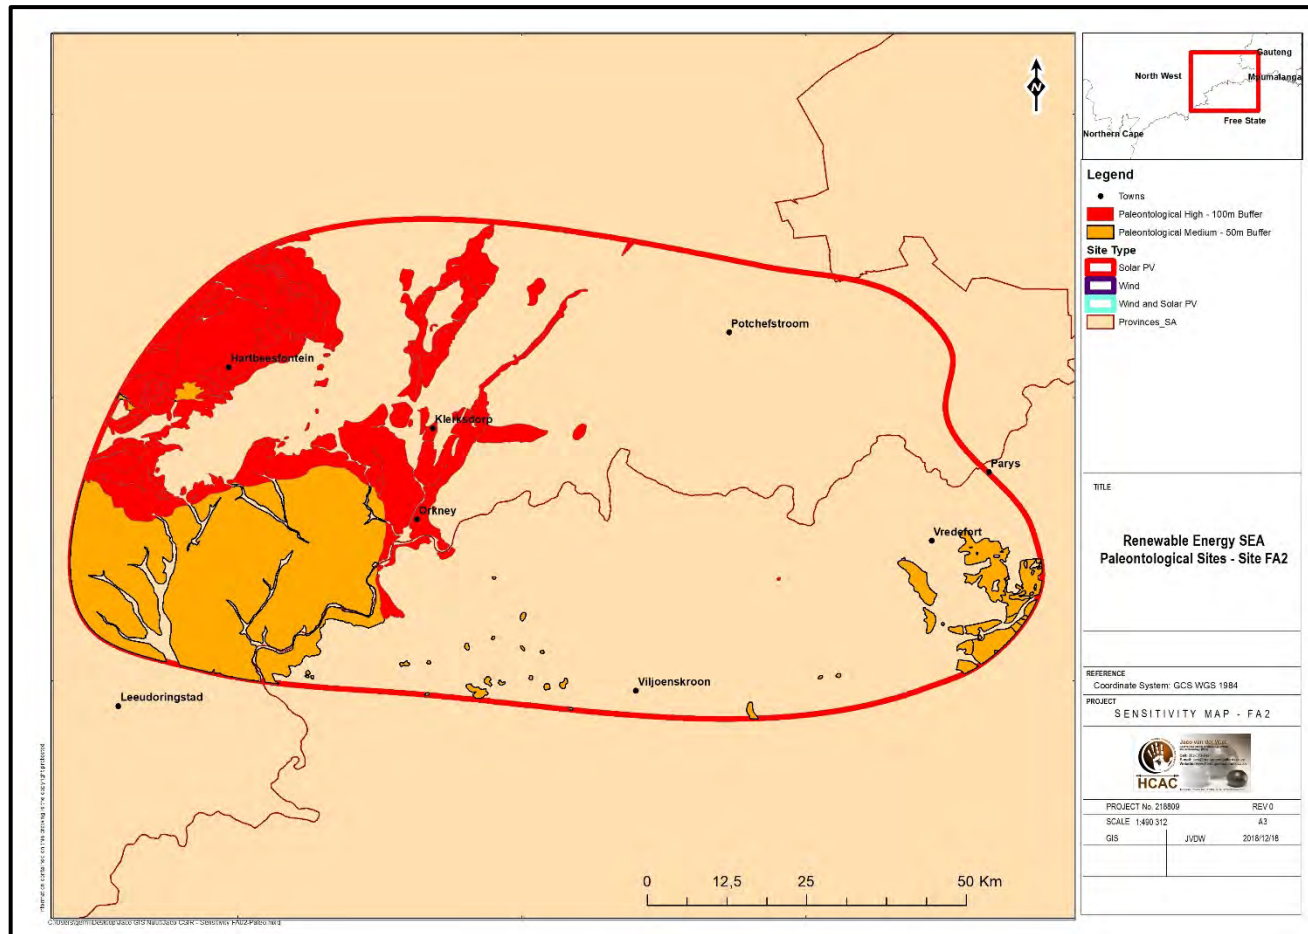 Gauteng
North West
Mpumalanga
Free State
Northern Cape
N
Legend
Towns
Paleontological High - 100m Buffer
Paleontological Medium - 50m Buffer
Site Type
Solar PV
Wind
Wind and Solar PV
Provinces_SA
Potchefstroom
Hartbeesfontein
Klerksdorp
Parys
Orkney
Vredefort
Viljoenskroon
Leeudoringstad
0 12,5 25 50 Km
TITLE
Renewable Energy SEA
Paleontological Sites - Site FA2
REFERENCE
Coordinate System: GCS WGS 1984
PROJECT
SENSITIVITY MAP - FA2
HCAC
PROJECT No. 218809 REV 0
SCALE 1:490 312 A3
GIS JVDW 2018/12/18